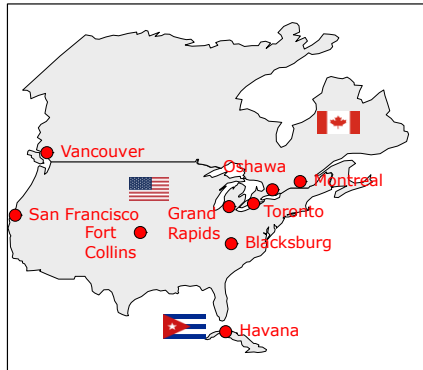 Vancouver
Oshawa
Montreal
San Francisco
Grand
Rapids
Toronto
Fort
Collins
Blacksburg
Havana